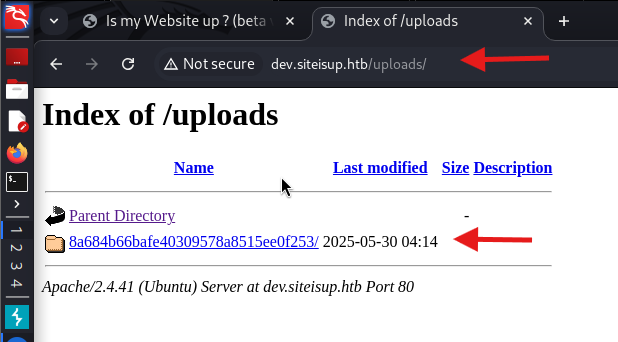 Is my Website up ? (beta
Index of /uploads
Not secure dev.siteisup.htb/uploads/
Index of /uploads
Name Last modified Size Description
Parent Directory -
8a684b66bafe40309578a8515ee0f253/ 2025-05-30 04:14
Apache/2.4.41 (Ubuntu) Server at dev.siteisup.htb Port 80
1
2
3
4